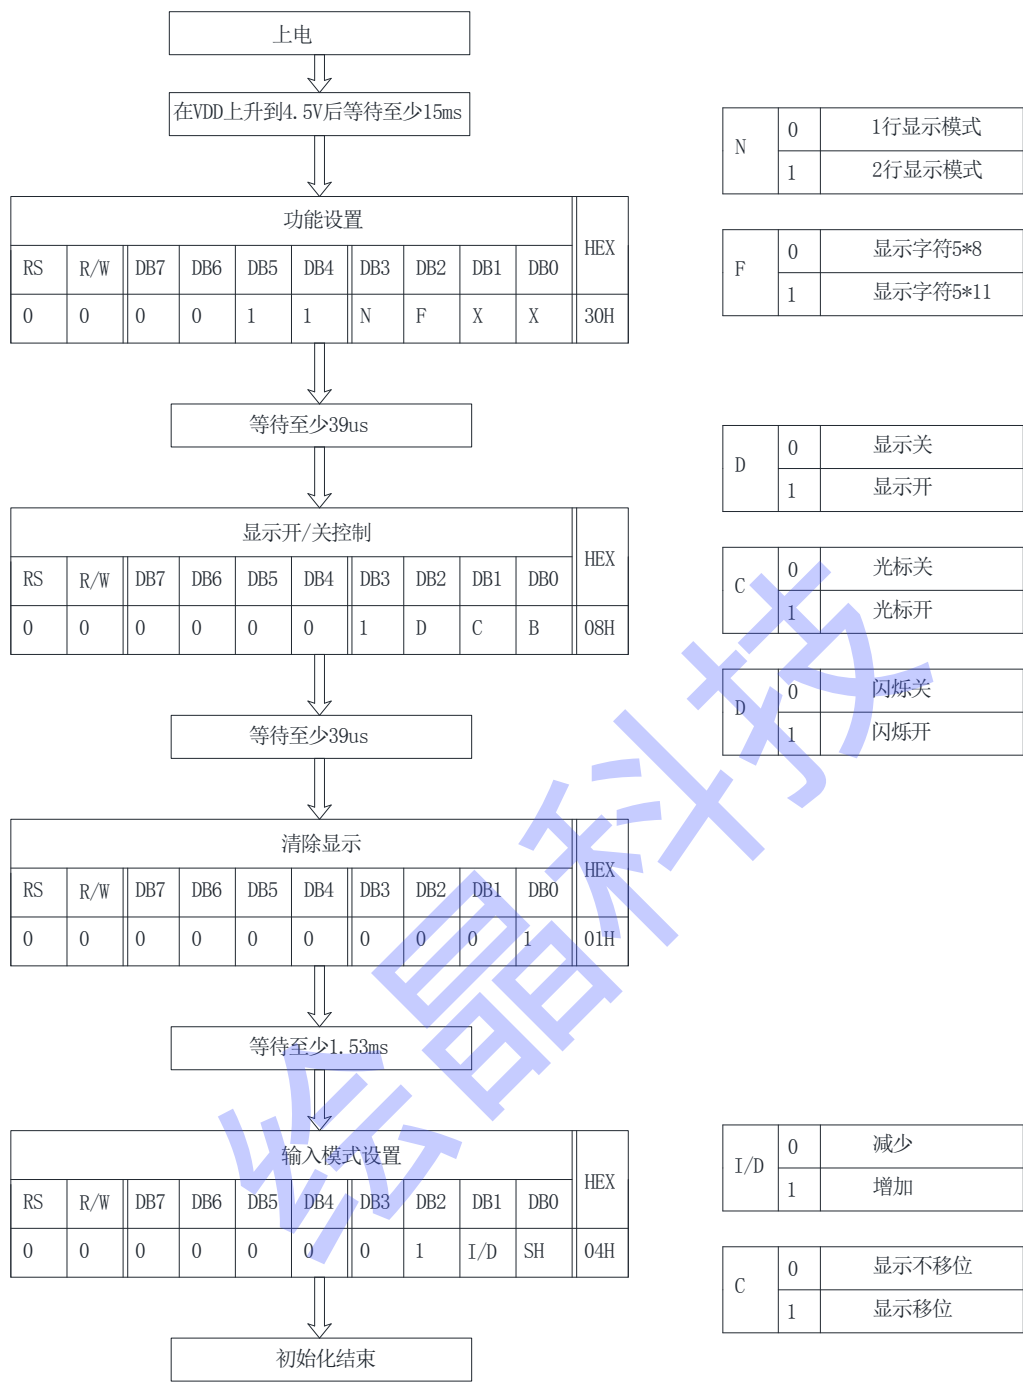 上电
在VDD上升到4.5V后等待至少15ms
功能设置 HEX
RS R/W DB7 DB6 DB5 DB4 DB3 DB2 DB1 DB0
0 0 0 0 1 1 N F X X 30H
等待至少39us
显示开/关控制 HEX
RS R/W DB7 DB6 DB5 DB4 DB3 DB2 DB1 DB0
0 0 0 0 0 0 1 D C B 08H
等待至少39us
清除显示 HEX
RS R/W DB7 DB6 DB5 DB4 DB3 DB2 DB1 DB0
0 0 0 0 0 0 0 0 0 1 01H
等待至少1.53ms
输入模式设置 HEX
RS R/W DB7 DB6 DB5 DB4 DB3 DB2 DB1 DB0
0 0 0 0 0 0 0 1 I/D SH 04H
初始化结束
N 0 1行显示模式
1 2行显示模式
F 0 显示字符5*8
1 显示字符5*11
D 0 显示关
1 显示开
C 0 光标关
1 光标开
D 0 闪烁关
1 闪烁开
I/D 0 减少
1 增加
C 0 显示不移位
1 显示移位
绘晶科技